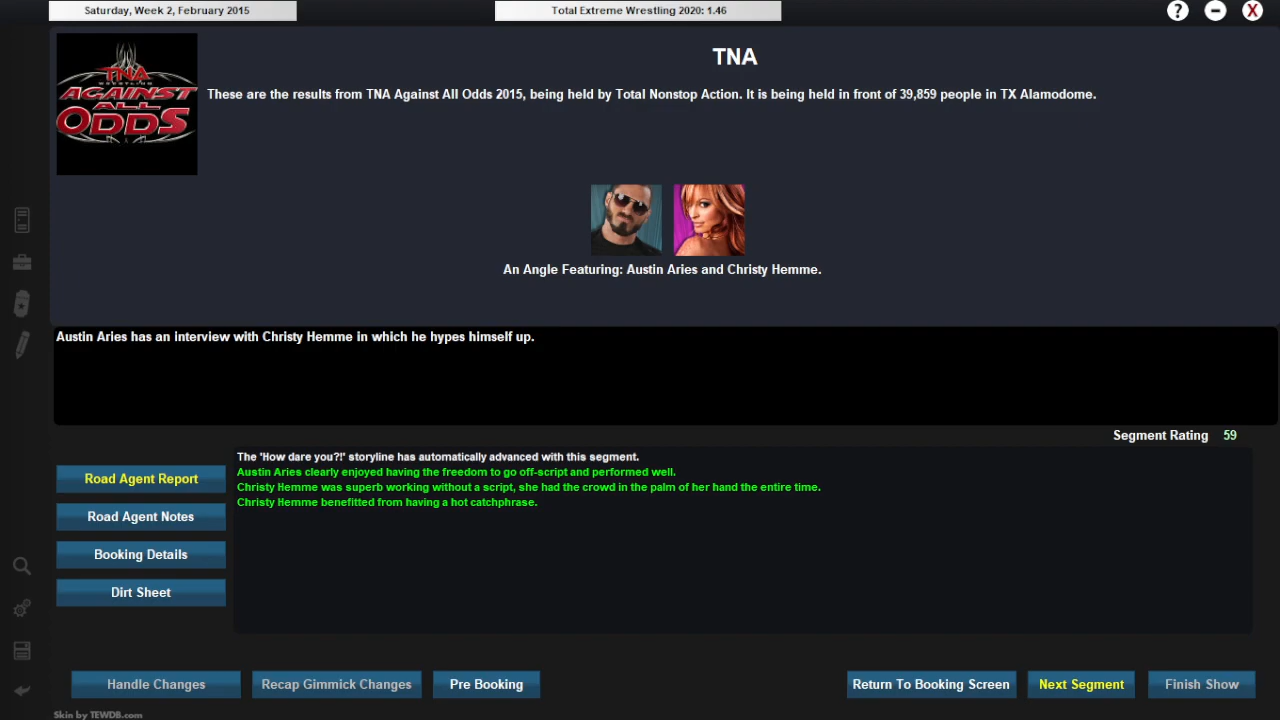 Saturday, Week 2, February 2015
Total Extreme Wrestling 2020: 1.46
?
X
TNA
TNA
WRESTLING
AGAINST
ALL
ODDS
These are the results from TNA Against All Odds 2015, being held by Total Nonstop Action. It is being held in front of 39,859 people in TX Alamodome.
An Angle Featuring: Austin Aries and Christy Hemme.
Austin Aries has an interview with Christy Hemme in which he hypes himself up.
Segment Rating 59
The 'How dare you?!' storyline has automatically advanced with this segment.
Austin Aries clearly enjoyed having the freedom to go off-script and performed well.
Christy Hemme was superb working without a script, she had the crowd in the palm of her hand the entire time.
Christy Hemme benefitted from having a hot catchphrase.
Road Agent Report
Road Agent Notes
Booking Details
Dirt Sheet
Handle Changes
Recap Gimmick Changes
Pre Booking
Return To Booking Screen
Next Segment
Finish Show
Skin by TEWDB.com